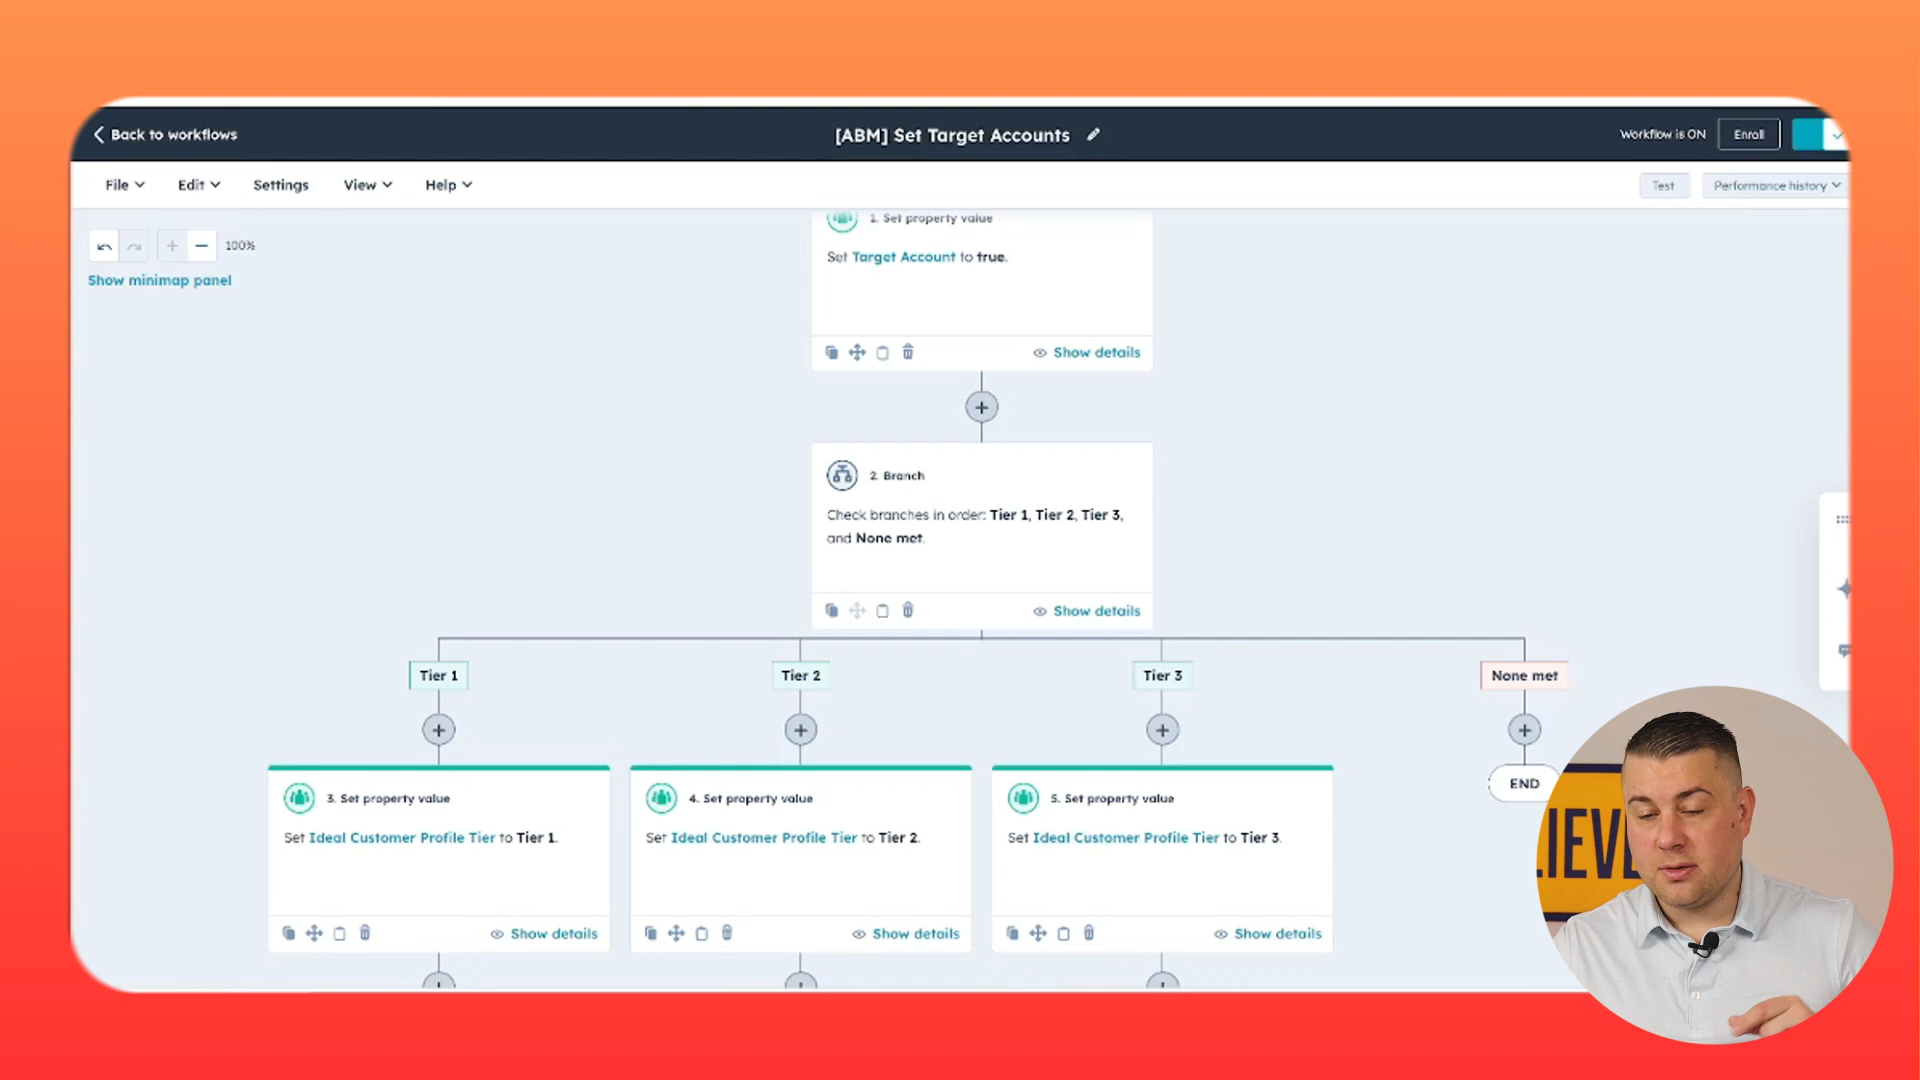 Back to workflows
[ABM] Set Target Accounts
Workflow is ON
Enroll
File
Edit
Settings
View
Help
Test
Performance history
100%
Show minimap panel
1. Set property value
Set Target Account to true.
Show details
2. Branch
Check branches in order: Tier 1, Tier 2, Tier 3,
and None met.
Show details
Tier 1
Tier 2
Tier 3
None met
3. Set property value
Set Ideal Customer Profile Tier to Tier 1.
Show details
4. Set property value
Set Ideal Customer Profile Tier to Tier 2.
Show details
5. Set property value
Set Ideal Customer Profile Tier to Tier 3.
Show details
END
LIEVE